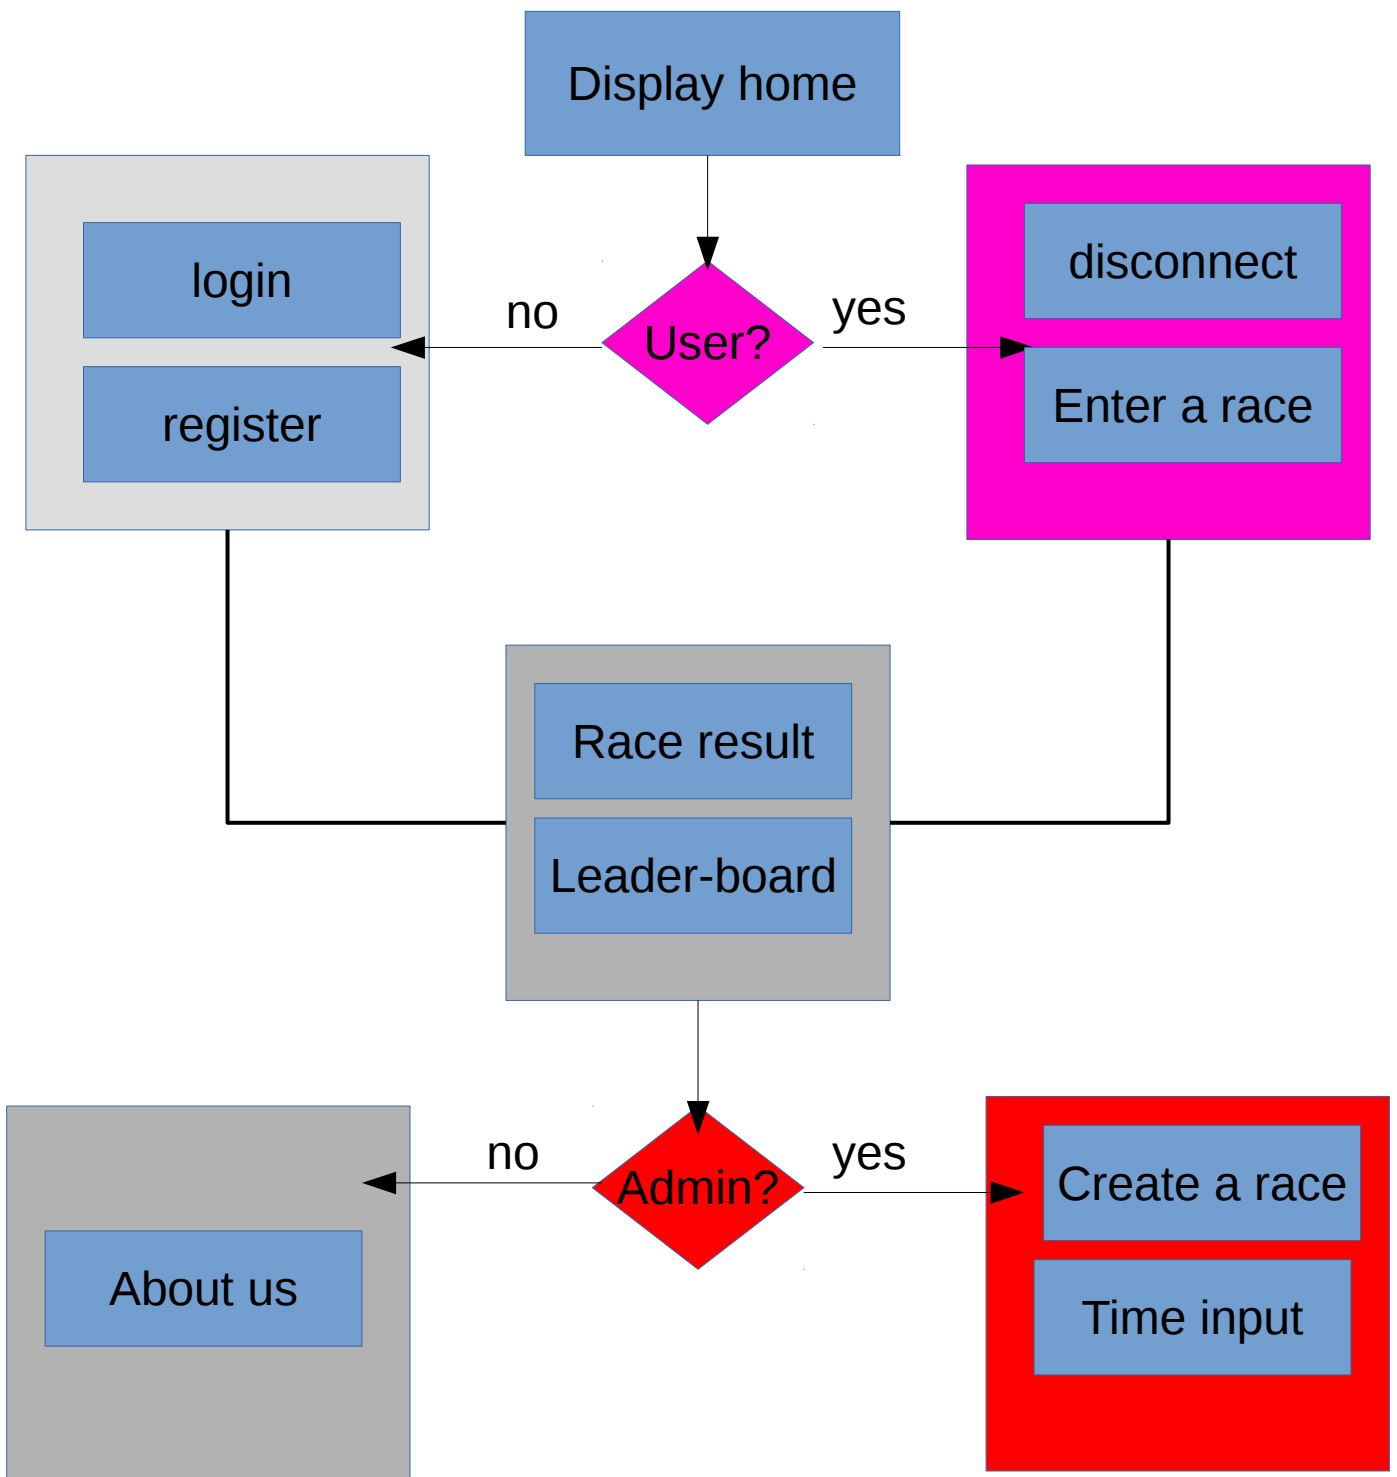 Display home
login
register
no
User?
yes
disconnect
Enter a race
Race result
Leader-board
no
Admin?
yes
About us
Create a race
Time input